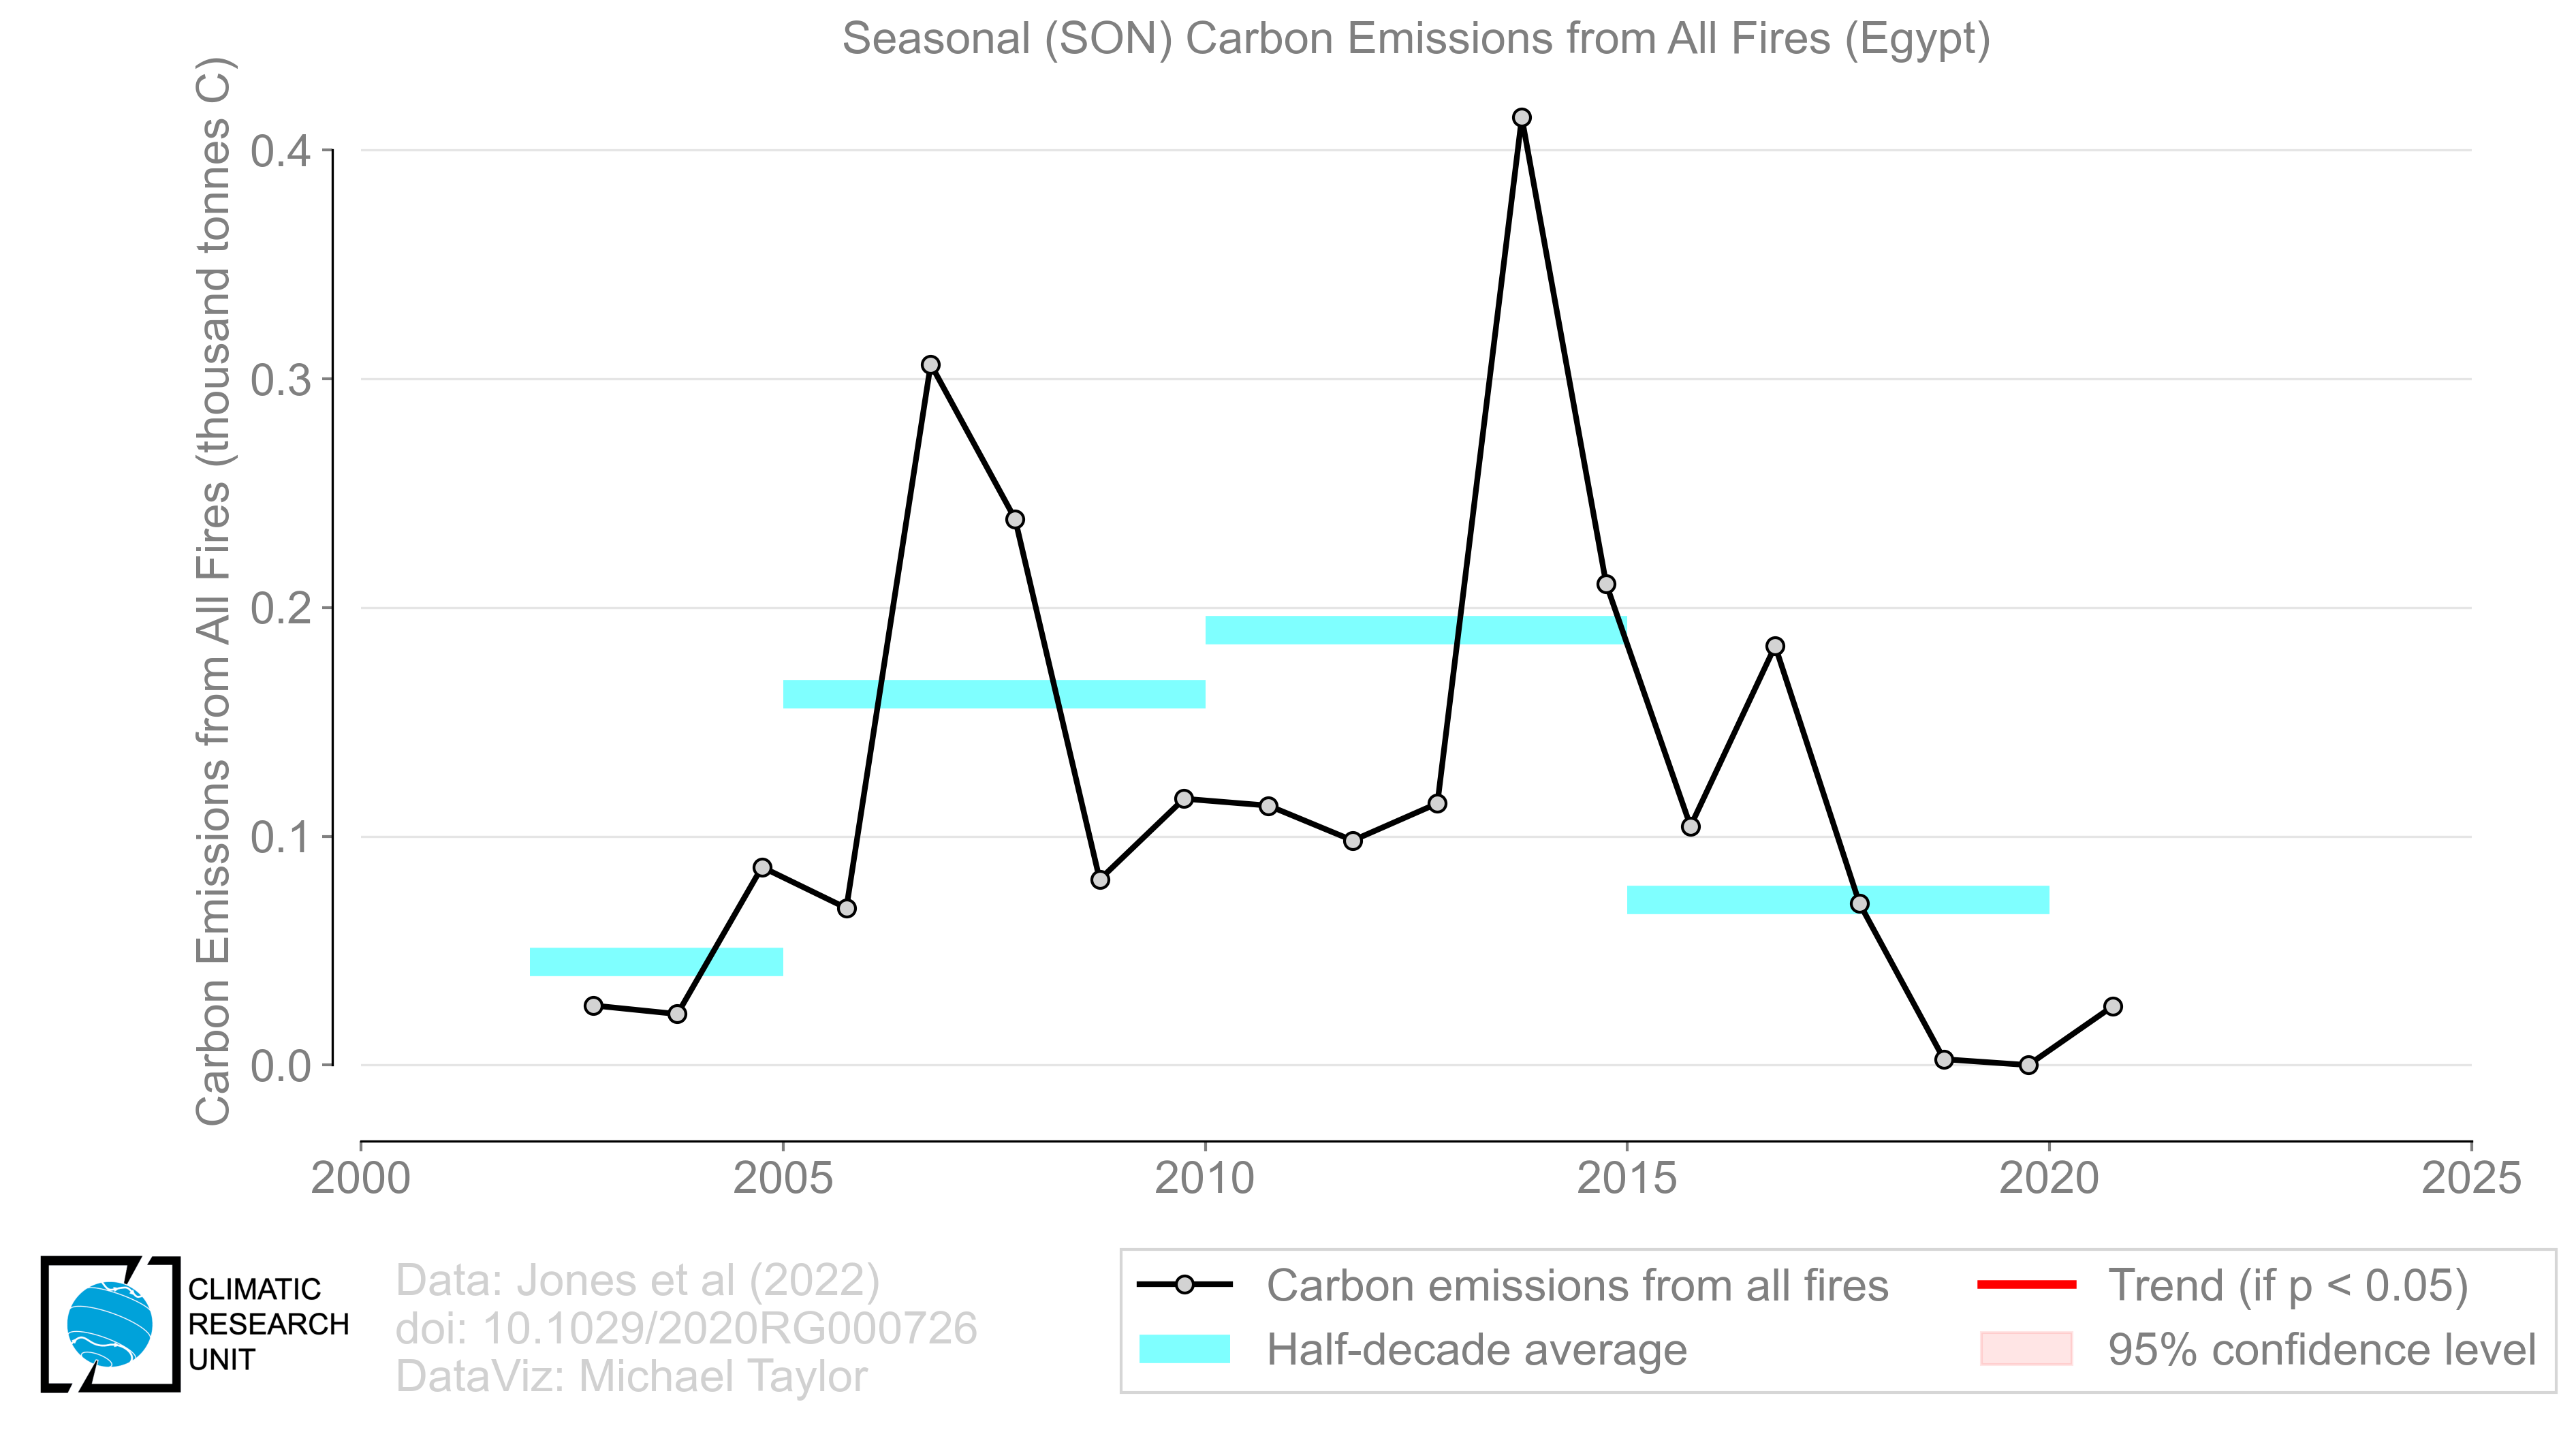 Seasonal (SON) Carbon Emissions from All Fires (Egypt)
Carbon Emissions from All Fires (thousand tonnes C)
0.4
0.3
0.2
0.1
0.0
2000
2005
2010
2015
2020
2025
CLIMATIC
RESEARCH
UNIT
Data: Jones et al (2022)
doi: 10.1029/2020RG000726
DataViz: Michael Taylor
Carbon emissions from all fires
Half-decade average
Trend (if p < 0.05)
95% confidence level